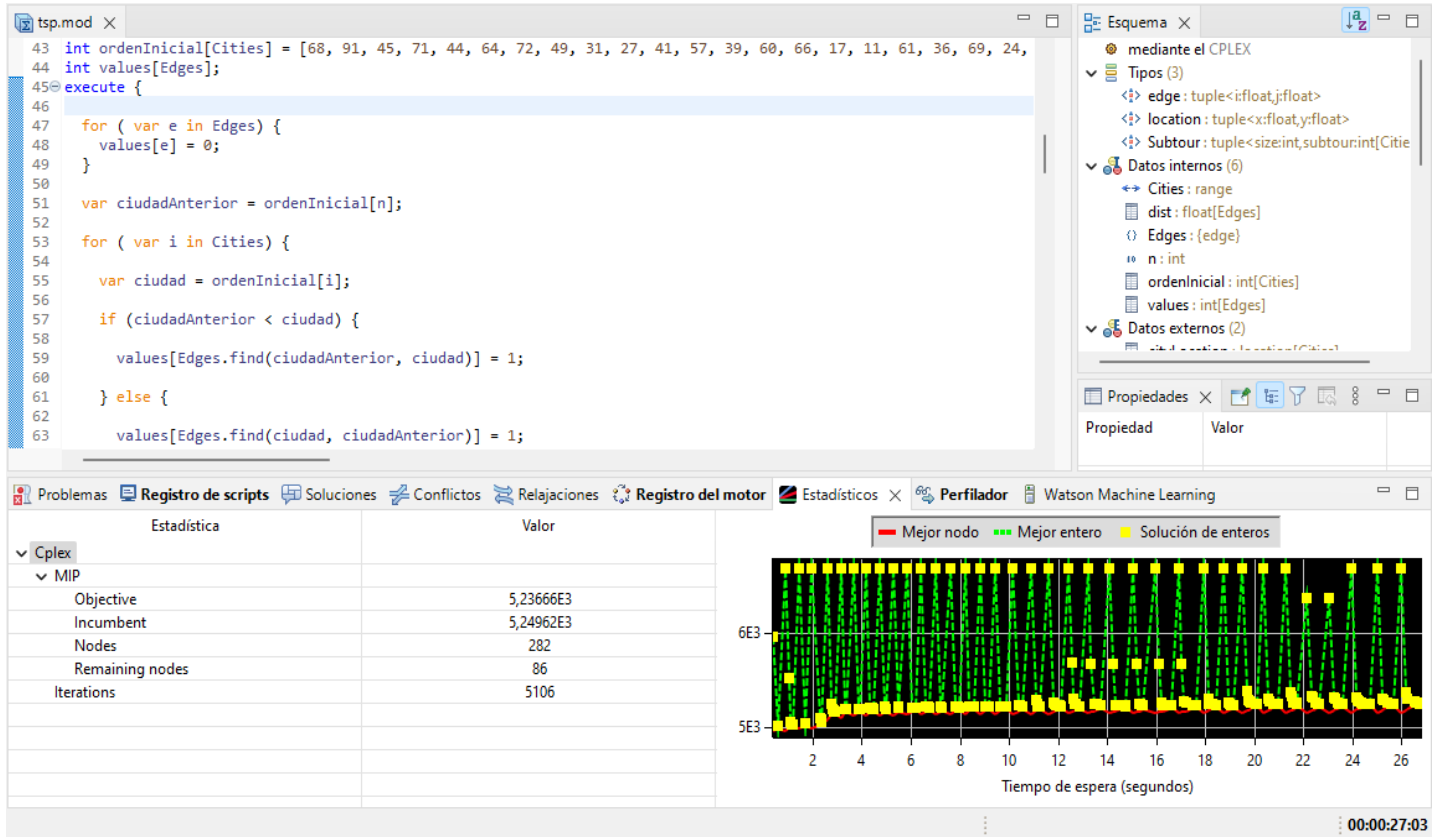 tsp.mod
43 int ordenInicial[Cities] = [68, 91, 45, 71, 44, 64, 72, 49, 31, 27, 41, 57, 39, 60, 66, 17, 11, 61, 36, 69, 24,
44 int values[Edges];
45 execute {
46
47 for ( var e in Edges) {
48 values[e] = 0;
49 }
50
51 var ciudadAnterior = ordenInicial[n];
52
53 for ( var i in Cities) {
54
55 var ciudad = ordenInicial[i];
56
57 if (ciudadAnterior < ciudad) {
58
59 values[Edges.find(ciudadAnterior, ciudad)] = 1;
60
61 } else {
62
63 values[Edges.find(ciudad, ciudadAnterior)] = 1;
Esquema
mediante el CPLEX
Tipos (3)
edge : tuple<i:float,j:float>
location : tuple<x:float,y:float>
Subtour : tuple<size:int,subtour:int[Citie
Datos internos (6)
Cities : range
dist : float[Edges]
Edges : {edge}
n : int
ordenInicial : int[Cities]
values : int[Edges]
Datos externos (2)
Propiedades
Propiedad Valor
Problemas Registro de scripts Soluciones Conflictos Relajaciones Registro del motor Estadísticos Perfilador Watson Machine Learning
Estadística Valor
Cplex
MIP
Objective 5,23666E3
Incumbent 5,24962E3
Nodes 282
Remaining nodes 86
Iterations 5106
Mejor nodo Mejor entero Solución de enteros
6E3
5E3
2 4 6 8 10 12 14 16 18 20 22 24 26
Tiempo de espera (segundos)
00:00:27:03